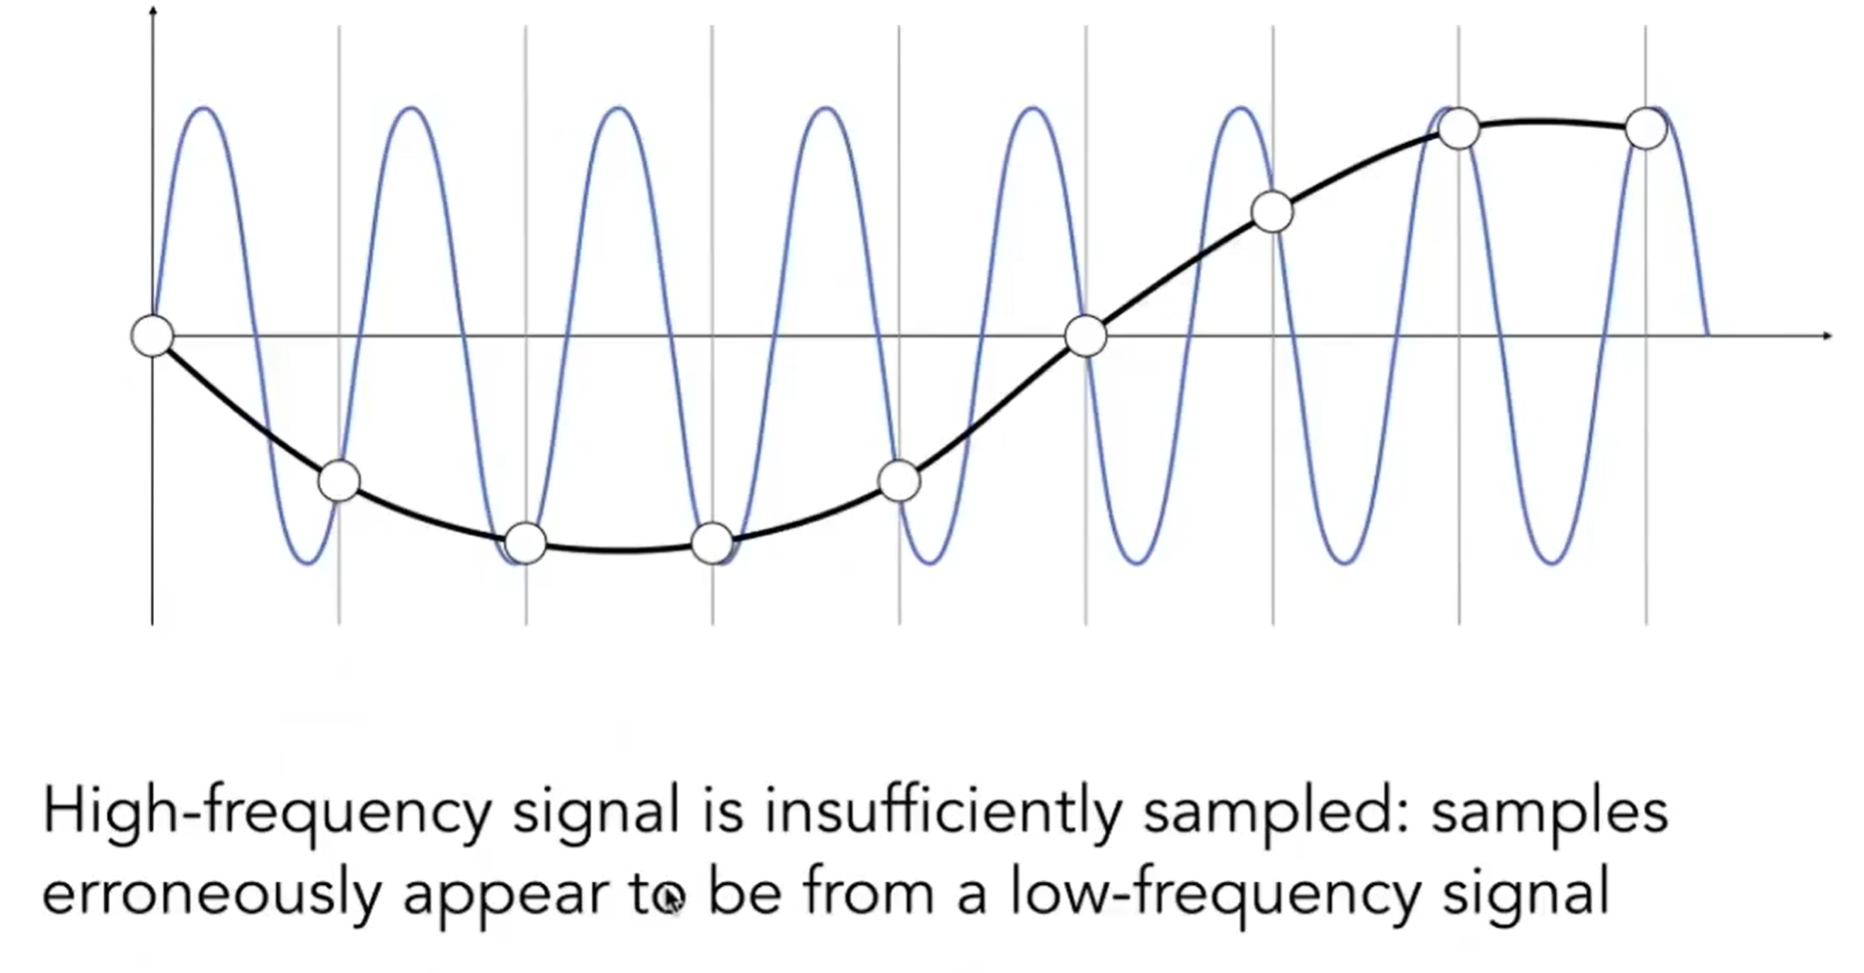 High-frequency signal is insufficiently sampled: samples
erroneously appear to be from a low-frequency signal